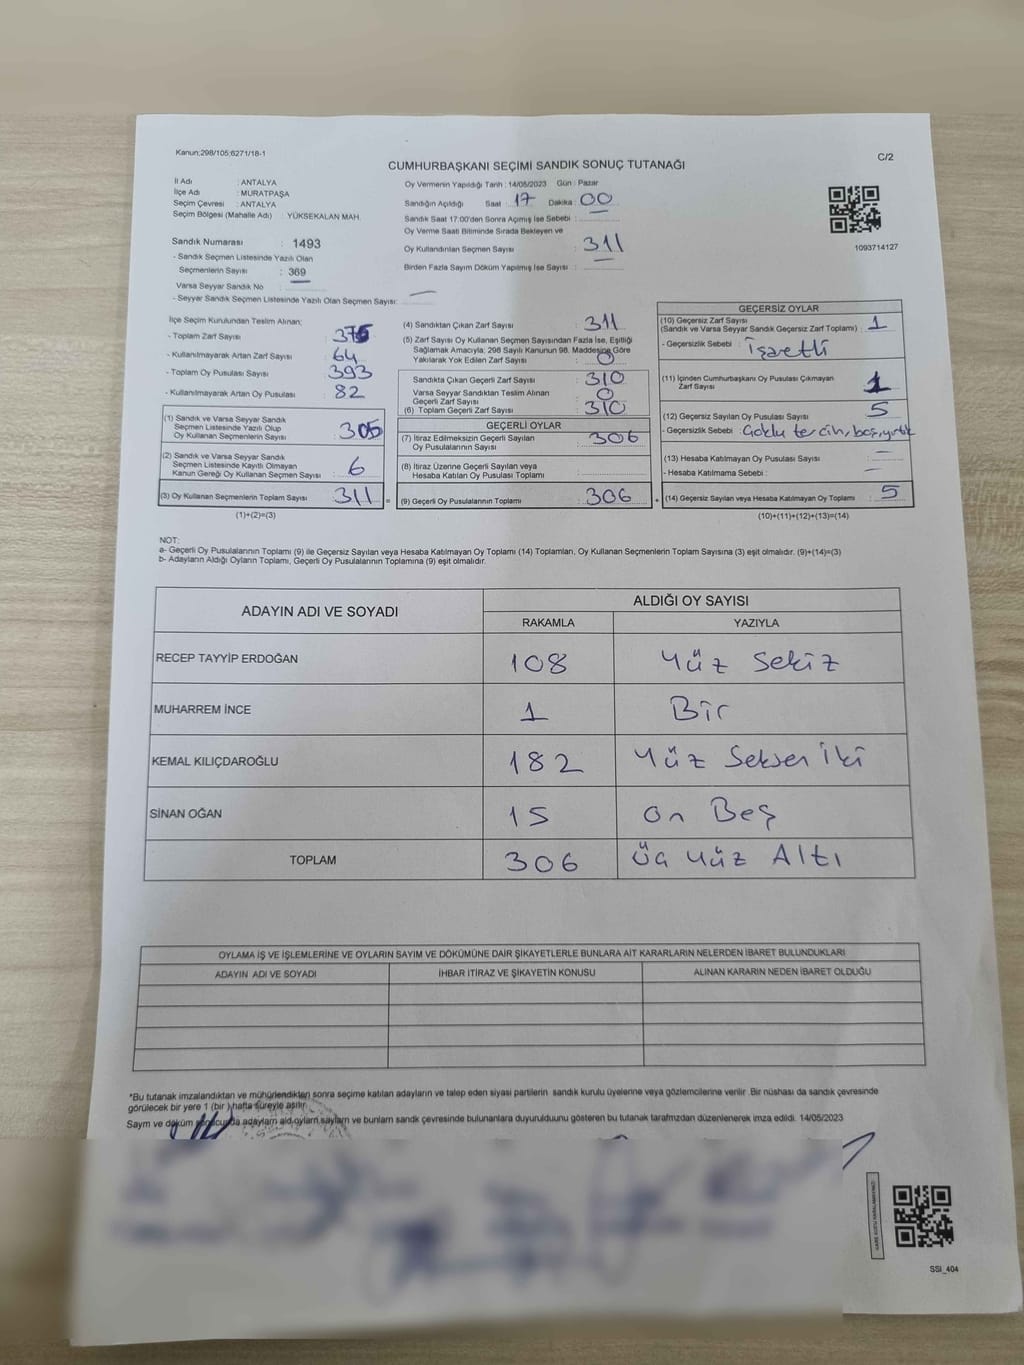 Kanun;298/105;6271/18-1
CUMHURBAŞKANI SEÇİMİ SANDIK SONUÇ TUTANAĞI
C/2
İl Adı : ANTALYA
İlçe Adı : MURATPAŞA
Seçim Çevresi : ANTALYA
Seçim Bölgesi (Mahalle Adı) : YÜKSEKALAN MAH.
Sandık Numarası : 1493
- Sandık Seçmen Listesinde Yazılı Olan
Seçmenlerin Sayısı : 369
Varsa Seyyar Sandık No :
- Seyyar Sandık Seçmen Listesinde Yazılı Olan Seçmen Sayısı: —
Oy Vermenin Yapıldığı Tarih : 14/05/2023 Gün : Pazar
Sandığın Açıldığı Saat : 17 Dakika : 00
Sandık Saat 17:00'den Sonra Açımış İse Sebebi :
Oy Verme Saati Bitiminde Sırada Bekleyen ve
Oy Kullandırılan Seçmen Sayısı : 311
Birden Fazla Sayım Döküm Yapılmış İse Sayısı :
1093714127
İlçe Seçim Kurulundan Teslim Alınan;
- Toplam Zarf Sayısı : 375
- Kullanılmayarak Artan Zarf Sayısı : 64
- Toplam Oy Pusulası Sayısı : 393
- Kullanılmayarak Artan Oy Pusulası : 82
(1) Sandık ve Varsa Seyyar Sandık
Seçmen Listesinde Yazılı Olup
Oy Kullanan Seçmenlerin Sayısı : 305
(2) Sandık ve Varsa Seyyar Sandık
Seçmen Listesinde Kayıtlı Olmayan
Kanun Gereği Oy Kullanan Seçmen Sayısı : 6
(3) Oy Kullanan Seçmenlerin Toplam Sayısı : 311 =
(1)+(2)=(3)
(4) Sandıktan Çıkan Zarf Sayısı : 311
(5) Zarf Sayısı Oy Kullanan Seçmen Sayısından Fazla İse, Eşitliği
Sağlamak Amacıyla; 298 Sayılı Kanunun 98. Maddesine Göre
Yakılarak Yok Edilen Zarf Sayısı : 0
Sandıkta Çıkan Geçerli Zarf Sayısı : 310
Varsa Seyyar Sandıktan Teslim Alınan
Geçerli Zarf Sayısı : 0
(6) Toplam Geçerli Zarf Sayısı : 310
GEÇERLİ OYLAR
(7) İtiraz Edilmeksizin Geçerli Sayılan
Oy Pusulalarının Sayısı : 306
(8) İtiraz Üzerine Geçerli Sayılan veya
Hesaba Katılan Oy Pusulası Toplamı :
(9) Geçerli Oy Pusulalarının Toplamı : 306 +
GEÇERSİZ OYLAR
(10) Geçersiz Zarf Sayısı
(Sandık ve Varsa Seyyar Sandık Geçersiz Zarf Toplamı) : 1
- Geçersizlik Sebebi : İşaretli
(11) İçinden Cumhurbaşkanı Oy Pusulası Çıkmayan
Zarf Sayısı : 1
(12) Geçersiz Sayılan Oy Pusulası Sayısı : 5
- Geçersizlik Sebebi : Çoklu tercih, boş, yırtık
(13) Hesaba Katılmayan Oy Pusulası Sayısı : —
- Hesaba Katılmama Sebebi : —
(14) Geçersiz Sayılan veya Hesaba Katılmayan Oy Toplamı : 5
(10)+(11)+(12)+(13)=(14)
NOT:
a- Geçerli Oy Pusulalarının Toplamı (9) ile Geçersiz Sayılan veya Hesaba Katılmayan Oy Toplamı (14) Toplamları, Oy Kullanan Seçmenlerin Toplam Sayısına (3) eşit olmalıdır. (9)+(14)=(3)
b- Adayların Aldığı Oyların Toplamı, Geçerli Oy Pusulalarının Toplamına (9) eşit olmalıdır.
ADAYIN ADI VE SOYADI
ALDIĞI OY SAYISI
RAKAMLA YAZIYLA
RECEP TAYYİP ERDOĞAN 108 Yüz Sekiz
MUHARREM İNCE 1 Bir
KEMAL KILIÇDAROĞLU 182 Yüz Seksen İki
SİNAN OĞAN 15 on Beş
TOPLAM 306 Üç yüz Altı
OYLAMA İŞ VE İŞLEMLERİNE VE OYLARIN SAYIM VE DÖKÜMÜNE DAİR ŞİKAYETLERLE BUNLARA AİT KARARLARIN NELERDEN İBARET BULUNDUKLARI
ADAYIN ADI VE SOYADI İHBAR İTİRAZ VE ŞİKAYETİN KONUSU ALINAN KARARIN NEDEN İBARET OLDUĞU
*Bu tutanak imzalandıktan ve mühürlendikten sonra seçime katılan adayların ve talep eden siyasi partilerin sandık kurulu üyelerine veya gözlemcilerine verilir. Bir nüshası da sandık çevresinde
görülecek bir yere 1 (bir ) hafta süreyle asılır.
Sayım ve döküm sonucunda adayların ald oyların sayıları ve bunların sandık çevresinde bulunanlara duyurulduunu gösteren bu tutanak tarafmzdan düzenlenerek imza edildi. 14/05/2023
SSI_404